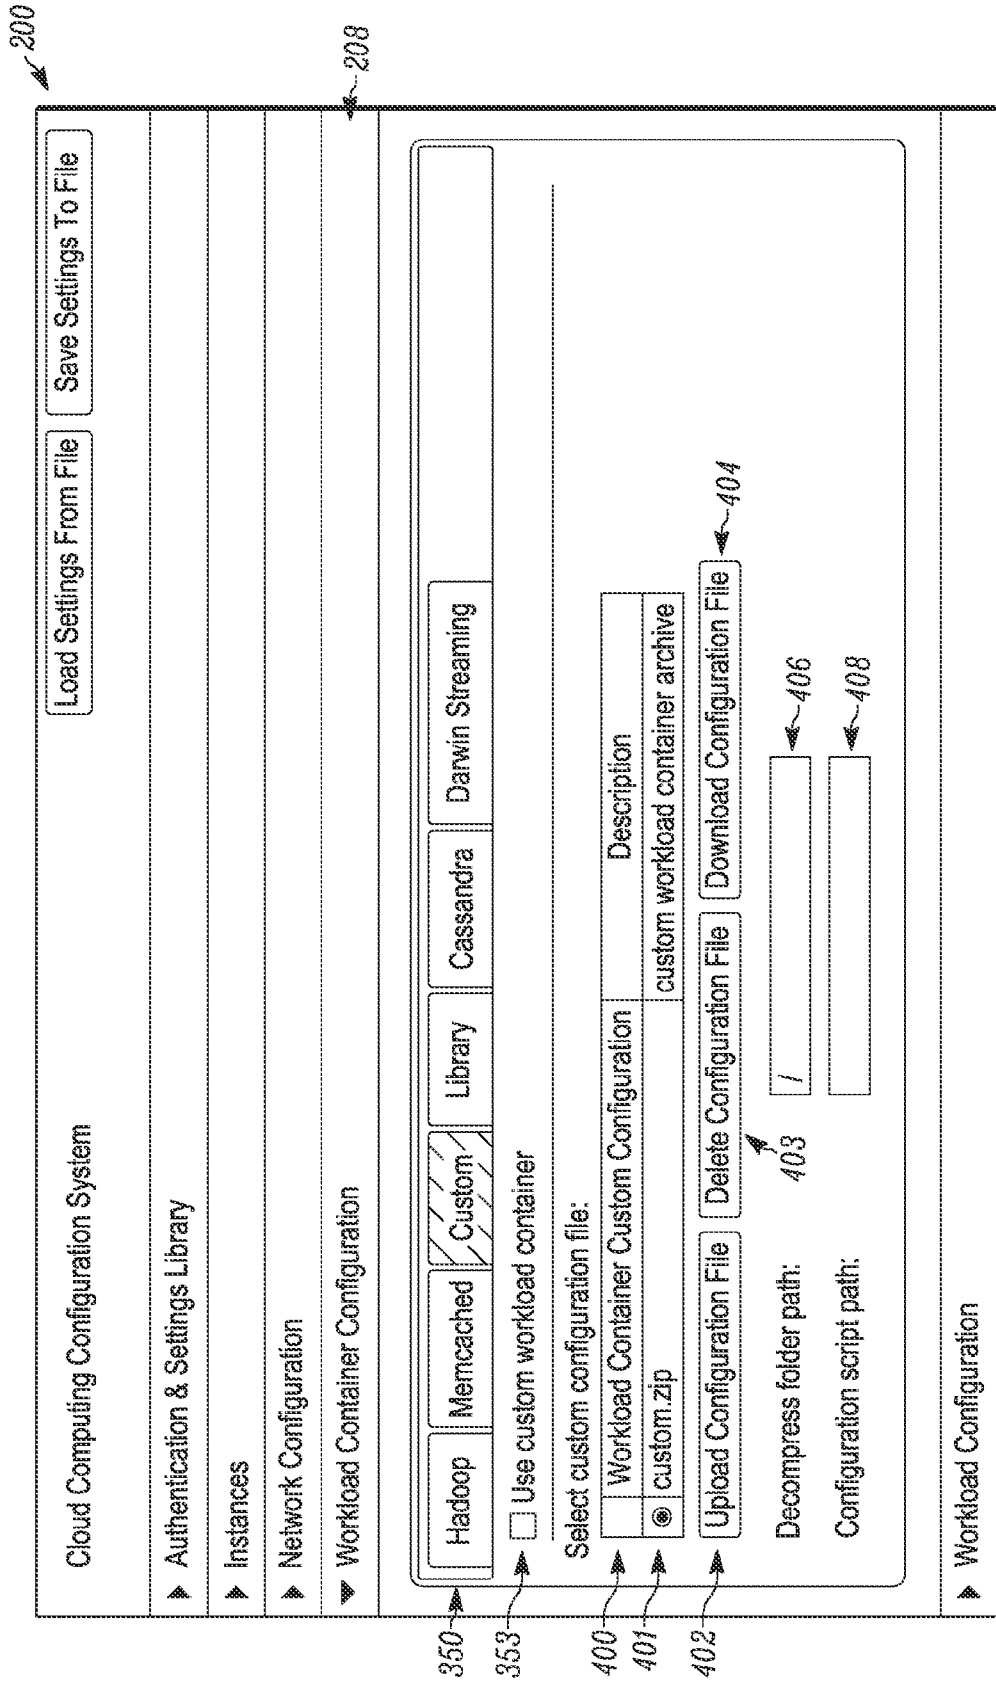 200
Cloud Computing Configuration System
Load Settings From File Save Settings To File
▶ Authentication & Settings Library
▶ Instances
▶ Network Configuration
▼ Workload Container Configuration
208
350
Hadoop Memcached Custom Library Cassandra Darwin Streaming
353
Use custom workload container
Select custom configuration file:
400
Workload Container Custom Configuration Description
401
custom.zip custom workload container archive
402
Upload Configuration File Delete Configuration File Download Configuration File
404
403
Decompress folder path: /
406
Configuration script path:
408
▶ Workload Configuration